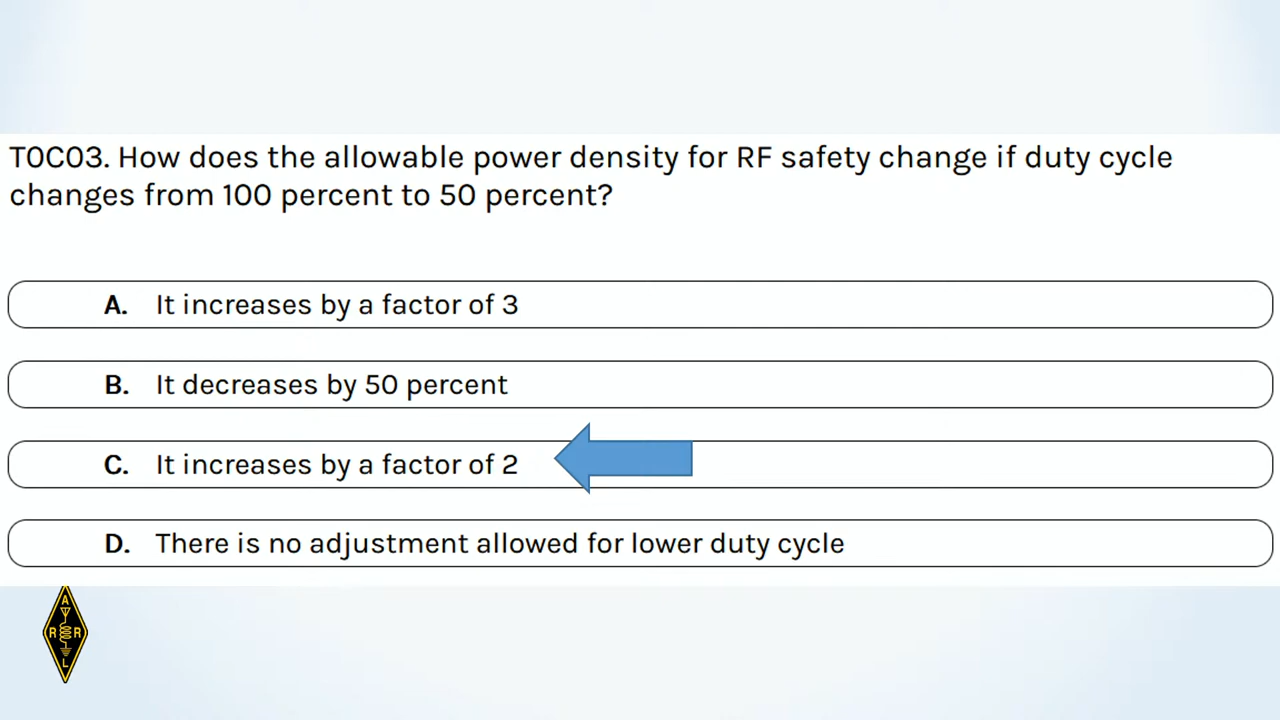 T0C03. How does the allowable power density for RF safety change if duty cycle
changes from 100 percent to 50 percent?
A. It increases by a factor of 3
B. It decreases by 50 percent
C. It increases by a factor of 2
D. There is no adjustment allowed for lower duty cycle
A
R R
L